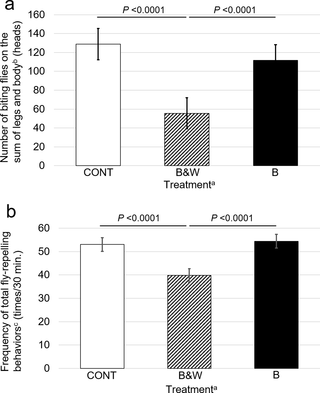 a
P <0.0001 P <0.0001
Number of biting flies on the
sum of legs and bodyᵇ (heads)
160
140
120
100
80
60
40
20
0
CONT B&W B
Treatmentᵃ
b
P <0.0001 P <0.0001
Frequency of total fly-repelling
behaviorsᶜ (times/30 min.)
60
50
40
30
20
10
0
CONT B&W B
Treatmentᵃ